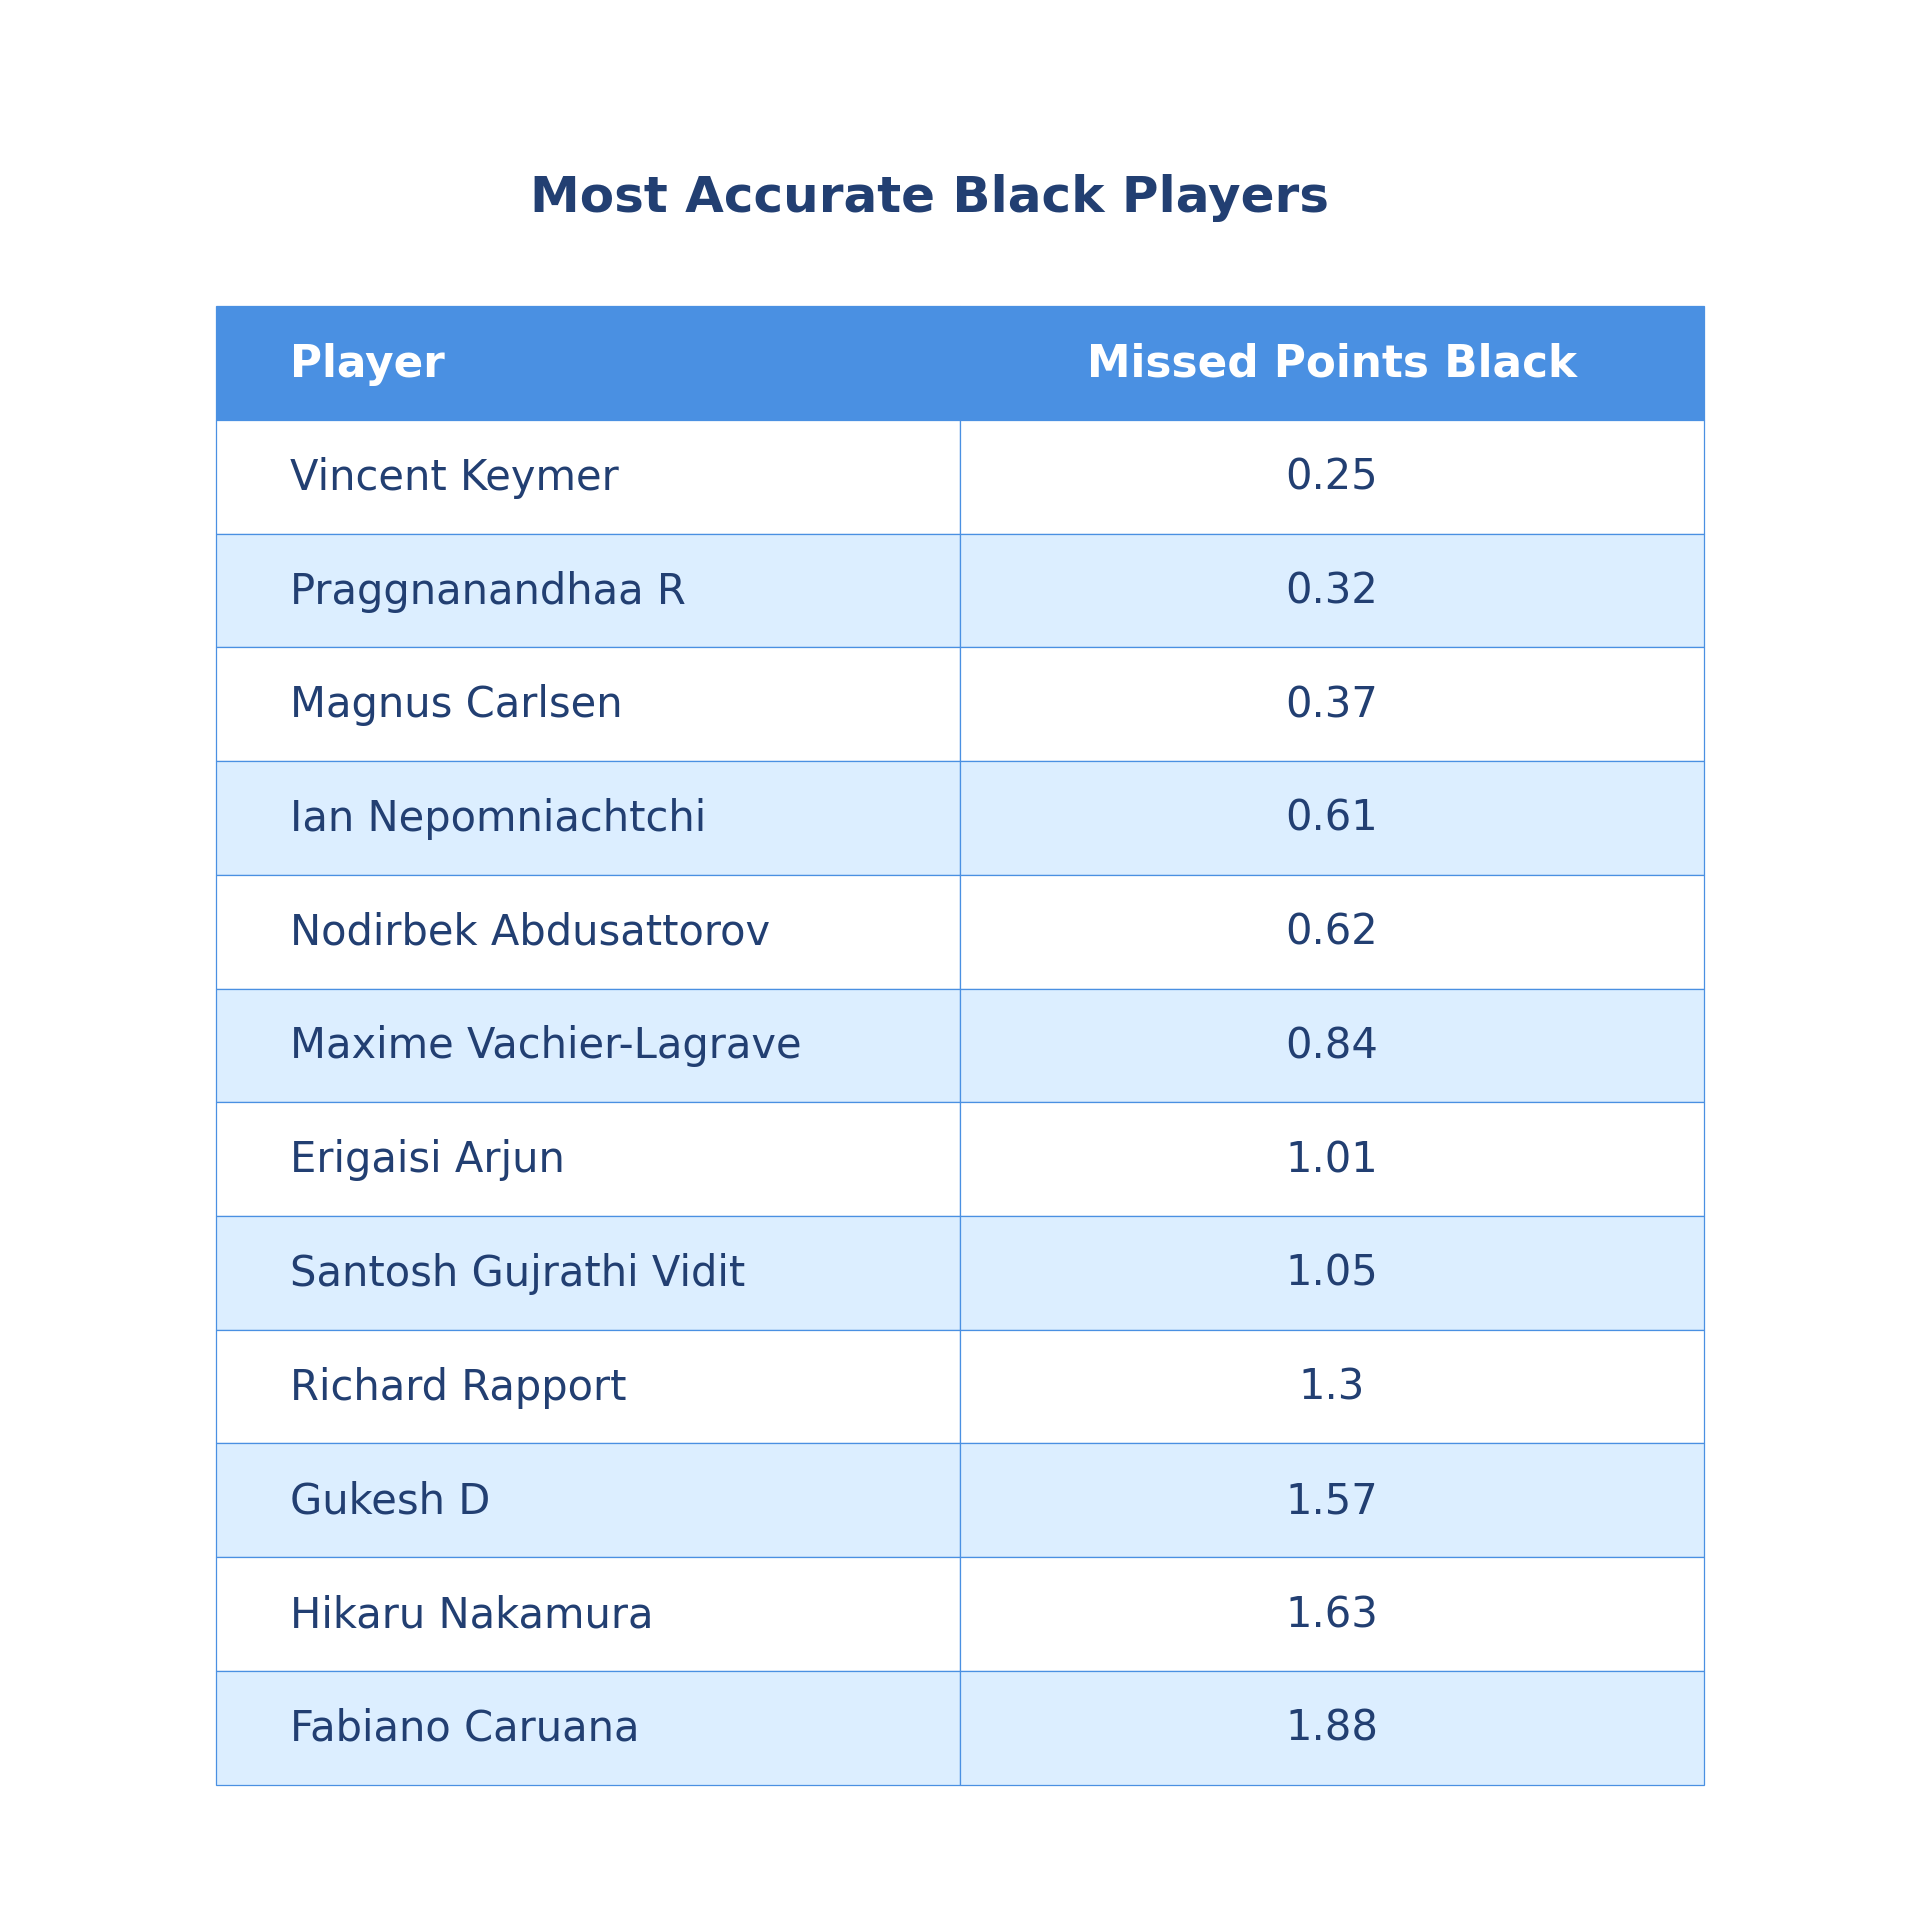 Most Accurate Black Players
Player Missed Points Black
Vincent Keymer 0.25
Praggnanandhaa R 0.32
Magnus Carlsen 0.37
Ian Nepomniachtchi 0.61
Nodirbek Abdusattorov 0.62
Maxime Vachier-Lagrave 0.84
Erigaisi Arjun 1.01
Santosh Gujrathi Vidit 1.05
Richard Rapport 1.3
Gukesh D 1.57
Hikaru Nakamura 1.63
Fabiano Caruana 1.88